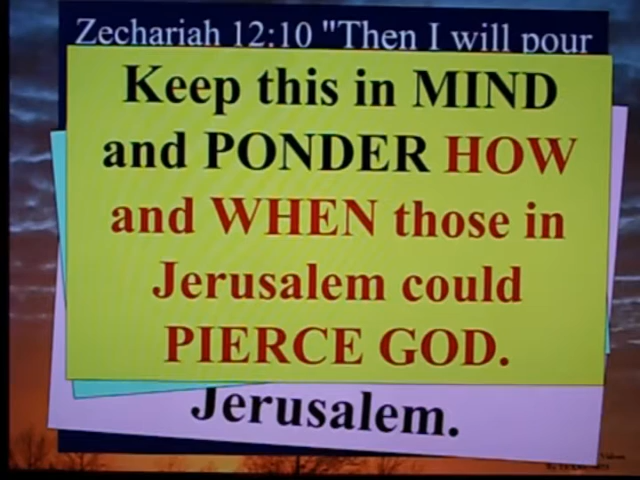 Zechariah 12:10 "Then I will pour
Keep this in MIND
and PONDER HOW
and WHEN those in
Jerusalem could
PIERCE GOD.
Jerusalem.